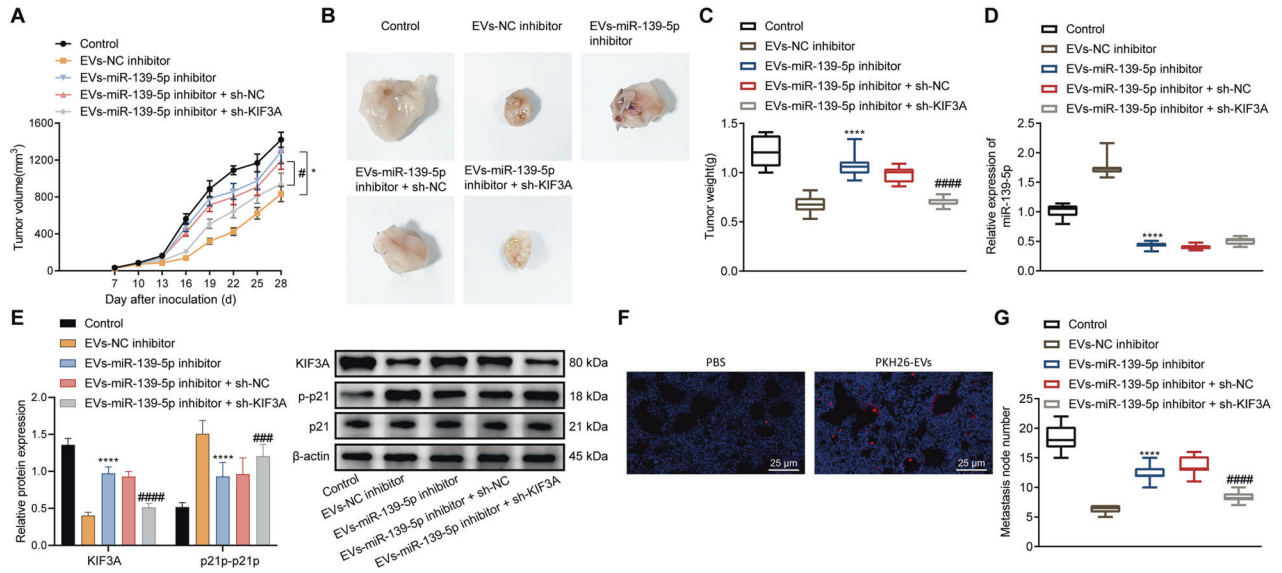 A
Control
EVs-NC inhibitor
EVs-miR-139-5p inhibitor
EVs-miR-139-5p inhibitor + sh-NC
EVs-miR-139-5p inhibitor + sh-KIF3A
Tumor volume(mm3)
1600
1200
800
400
0
#
*
7 10 13 16 19 22 25 28
Day after inoculation (d)
B
Control
EVs-NC inhibitor
EVs-miR-139-5p
inhibitor
EVs-miR-139-5p
inhibitor + sh-NC
EVs-miR-139-5p
inhibitor + sh-KIF3A
C
Control
EVs-NC inhibitor
EVs-miR-139-5p inhibitor
EVs-miR-139-5p inhibitor + sh-NC
EVs-miR-139-5p inhibitor + sh-KIF3A
Tumor weight(g)
1.5
1.0
0.5
0.0
****
####
D
Control
EVs-NC inhibitor
EVs-miR-139-5p inhibitor
EVs-miR-139-5p inhibitor + sh-NC
EVs-miR-139-5p inhibitor + sh-KIF3A
Relative expression of
miR-139-5p
2.5
2.0
1.5
1.0
0.5
0.0
****
E
Control
EVs-NC inhibitor
EVs-miR-139-5p inhibitor
EVs-miR-139-5p inhibitor + sh-NC
EVs-miR-139-5p inhibitor + sh-KIF3A
Relative protein expression
2.0
1.5
1.0
0.5
0.0
****
####
****
###
KIF3A
p21p-p21p
KIF3A 80 kDa
p-p21 18 kDa
p21 21 kDa
β-actin 45 kDa
Control
EVs-NC inhibitor
EVs-miR-139-5p inhibitor
EVs-miR-139-5p inhibitor + sh-NC
EVs-miR-139-5p inhibitor + sh-KIF3A
F
PBS
PKH26-EVs
25 µm
25 µm
G
Control
EVs-NC inhibitor
EVs-miR-139-5p inhibitor
EVs-miR-139-5p inhibitor + sh-NC
EVs-miR-139-5p inhibitor + sh-KIF3A
Metastasis node number
25
20
15
10
5
0
****
####